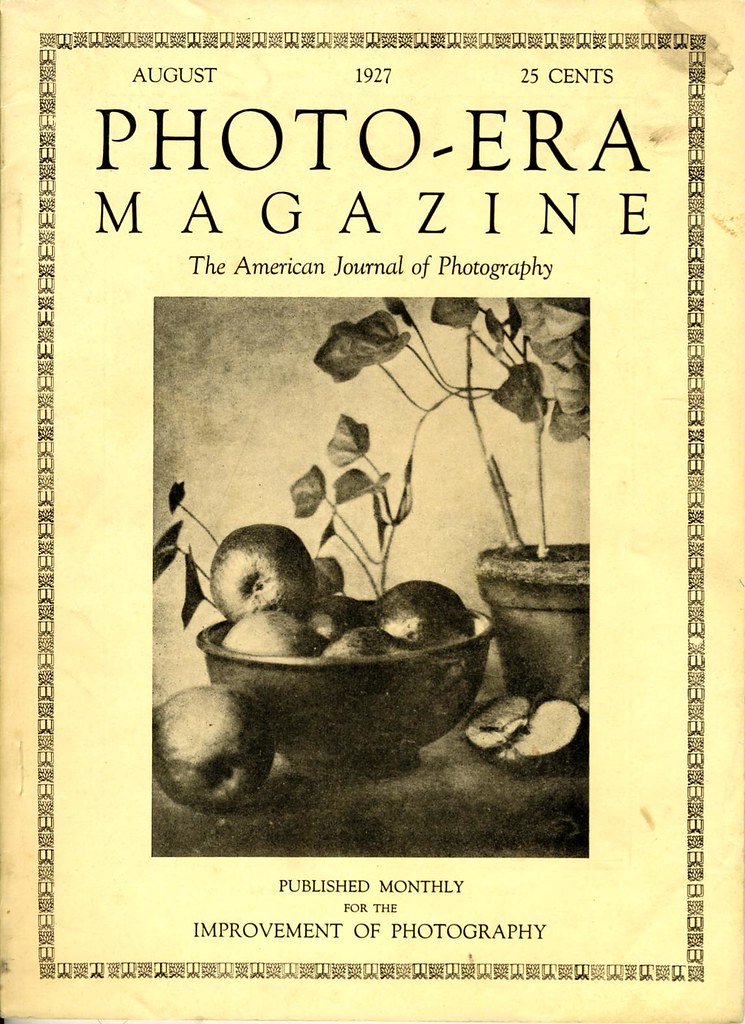 AUGUST 1927 25 CENTS
PHOTO-ERA
MAGAZINE
The American Journal of Photography
PUBLISHED MONTHLY
FOR THE
IMPROVEMENT OF PHOTOGRAPHY